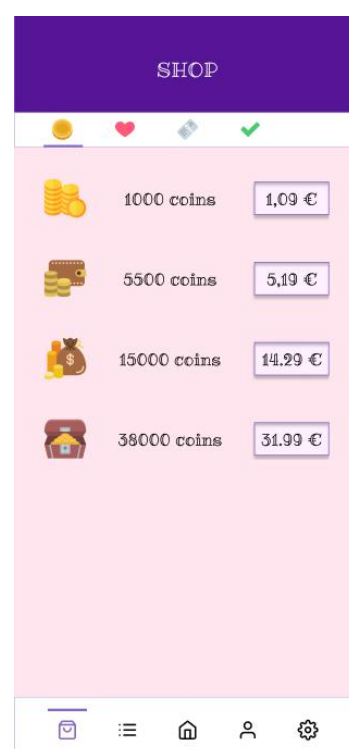 SHOP
1000 coins 1,09 €
5500 coins 5,19 €
15000 coins 14.29 €
38000 coins 31.99 €